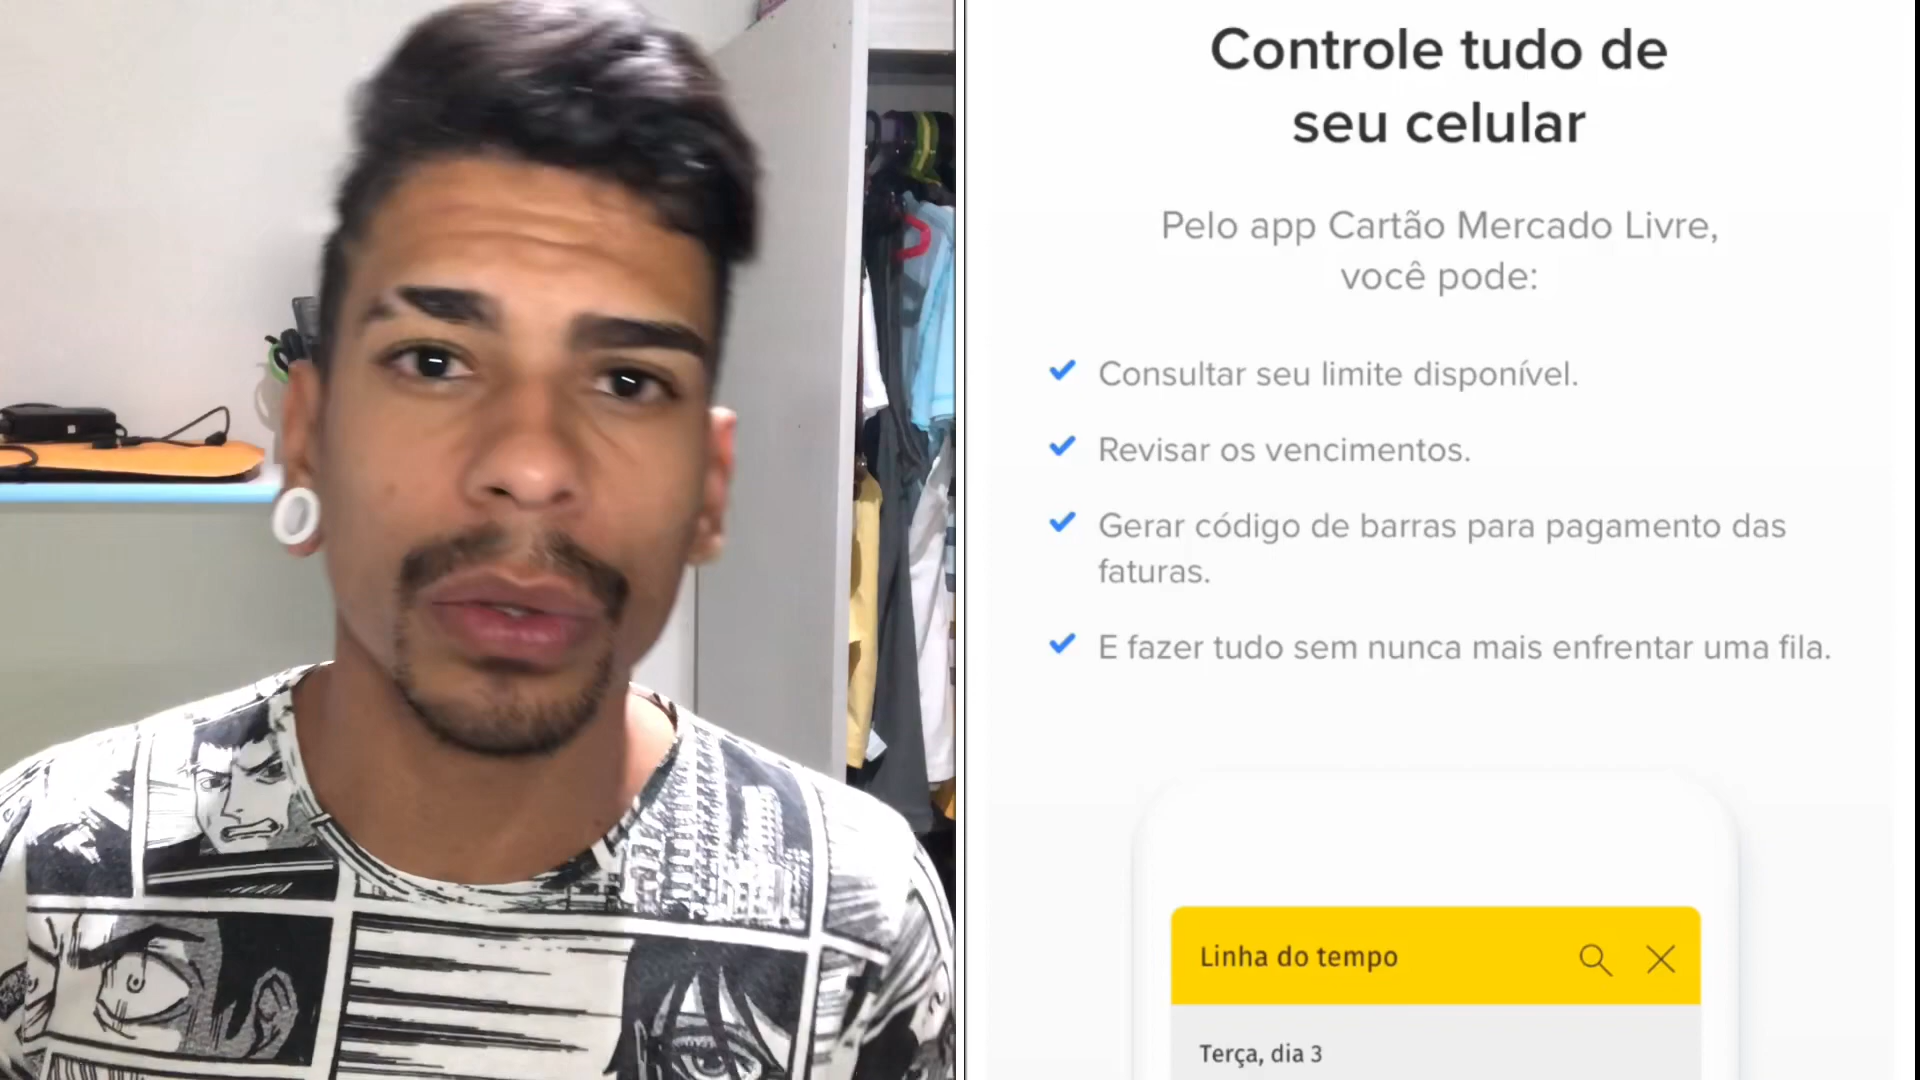 Controle tudo de
seu celular
Pelo app Cartão Mercado Livre,
você pode:
Consultar seu limite disponível.
Revisar os vencimentos.
Gerar código de barras para pagamento das
faturas.
E fazer tudo sem nunca mais enfrentar uma fila.
Linha do tempo
Terça, dia 3